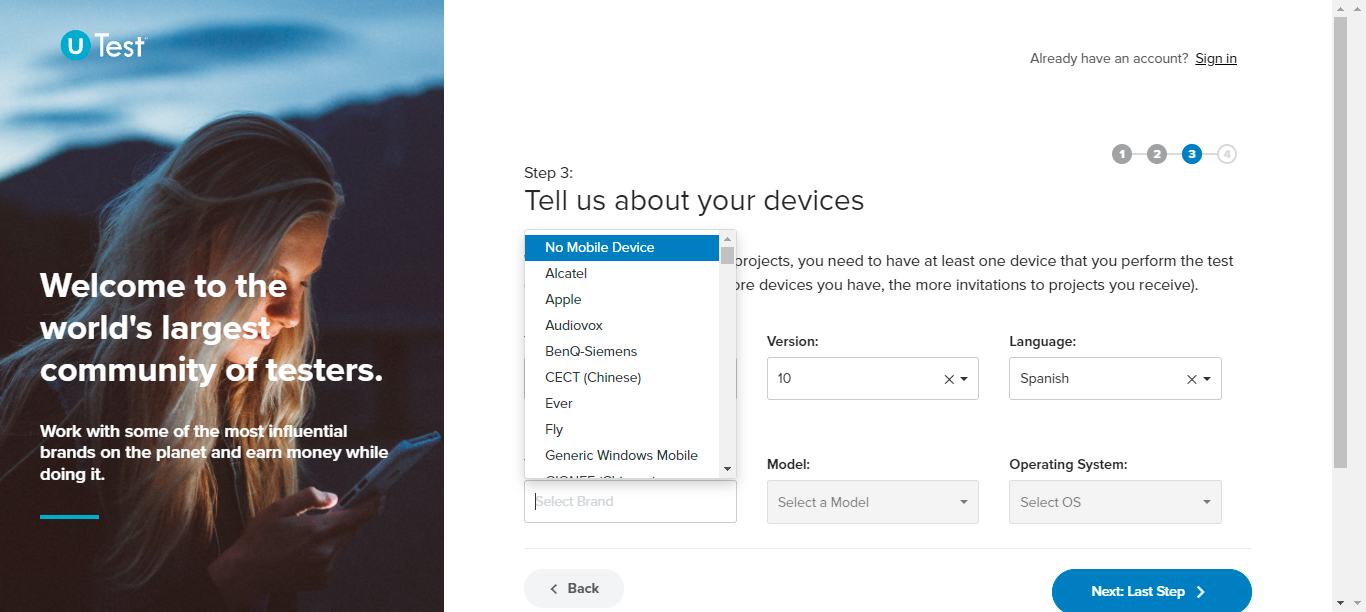 U Test
Already have an account? Sign in
1 2 3 4
Step 3:
Tell us about your devices
No Mobile Device
Alcatel
Apple
Audiovox
BenQ-Siemens
CECT (Chinese)
Ever
Fly
Generic Windows Mobile
projects, you need to have at least one device that you perform the test
devices you have, the more invitations to projects you receive).
Version:
Language:
10
Spanish
Model:
Operating System:
Select Brand
Select a Model
Select OS
Back
Next: Last Step
Welcome to the
world's largest
community of testers.
Work with some of the most influential
brands on the planet and earn money while
doing it.